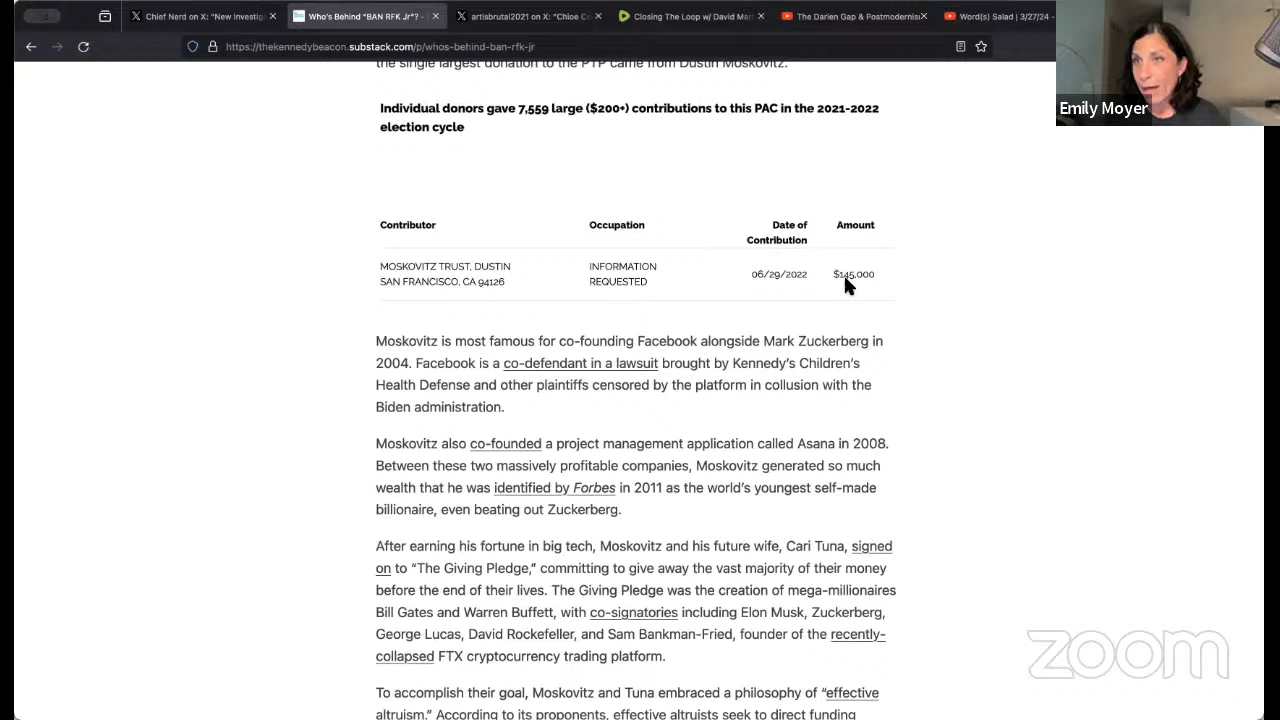 Chief Nerd on X: "New Investig
Who's Behind "BAN RFK Jr"? -
artisbrutal2021 on X: "Chloe Co
Closing The Loop w/ David Mar
The Darien Gap & Postmodernis
Word(s) Salad | 3/27/24 -
https://thekennedybeacon.substack.com/p/whos-behind-ban-rfk-jr
Emily Moyer
the single largest donation to the PTP came from Dustin Moskovitz.
Individual donors gave 7,559 large ($200+) contributions to this PAC in the 2021-2022
election cycle
Contributor Occupation Date of Contribution Amount
MOSKOVITZ TRUST, DUSTIN INFORMATION 06/29/2022 $145,000
SAN FRANCISCO, CA 94126 REQUESTED
Moskovitz is most famous for co-founding Facebook alongside Mark Zuckerberg in
2004. Facebook is a co-defendant in a lawsuit brought by Kennedy's Children's
Health Defense and other plaintiffs censored by the platform in collusion with the
Biden administration.
Moskovitz also co-founded a project management application called Asana in 2008.
Between these two massively profitable companies, Moskovitz generated so much
wealth that he was identified by Forbes in 2011 as the world's youngest self-made
billionaire, even beating out Zuckerberg.
After earning his fortune in big tech, Moskovitz and his future wife, Cari Tuna, signed
on to "The Giving Pledge," committing to give away the vast majority of their money
before the end of their lives. The Giving Pledge was the creation of mega-millionaires
Bill Gates and Warren Buffett, with co-signatories including Elon Musk, Zuckerberg,
George Lucas, David Rockefeller, and Sam Bankman-Fried, founder of the recently-
collapsed FTX cryptocurrency trading platform.
To accomplish their goal, Moskovitz and Tuna embraced a philosophy of "effective
altruism." According to its proponents, effective altruists seek to direct funding
zoom